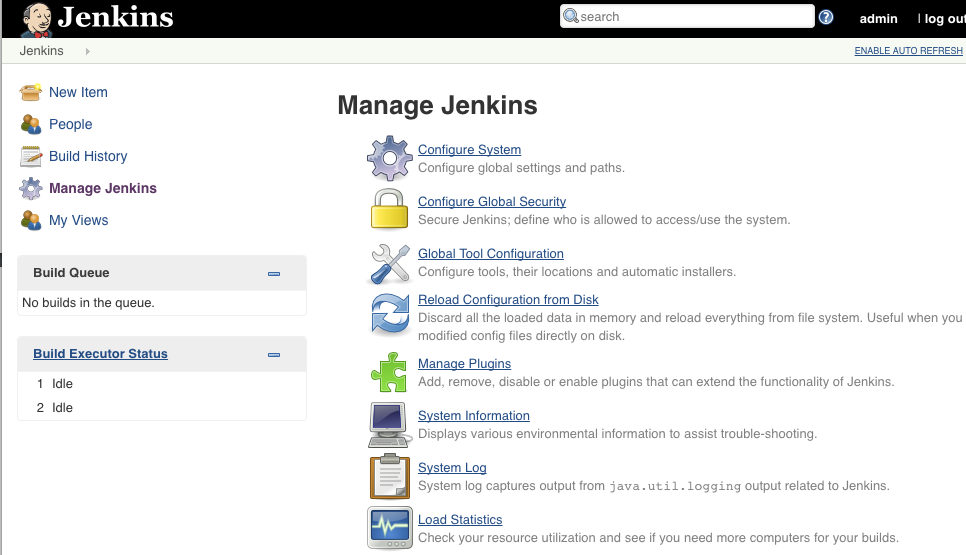 Jenkins
search
admin
| log out
Jenkins
ENABLE AUTO REFRESH
New Item
People
Build History
Manage Jenkins
My Views
Build Queue
No builds in the queue.
Build Executor Status
1 Idle
2 Idle
Manage Jenkins
Configure System
Configure global settings and paths.
Configure Global Security
Secure Jenkins; define who is allowed to access/use the system.
Global Tool Configuration
Configure tools, their locations and automatic installers.
Reload Configuration from Disk
Discard all the loaded data in memory and reload everything from file system. Useful when you
modified config files directly on disk.
Manage Plugins
Add, remove, disable or enable plugins that can extend the functionality of Jenkins.
System Information
Displays various environmental information to assist trouble-shooting.
System Log
System log captures output from java.util.logging output related to Jenkins.
Load Statistics
Check your resource utilization and see if you need more computers for your builds.